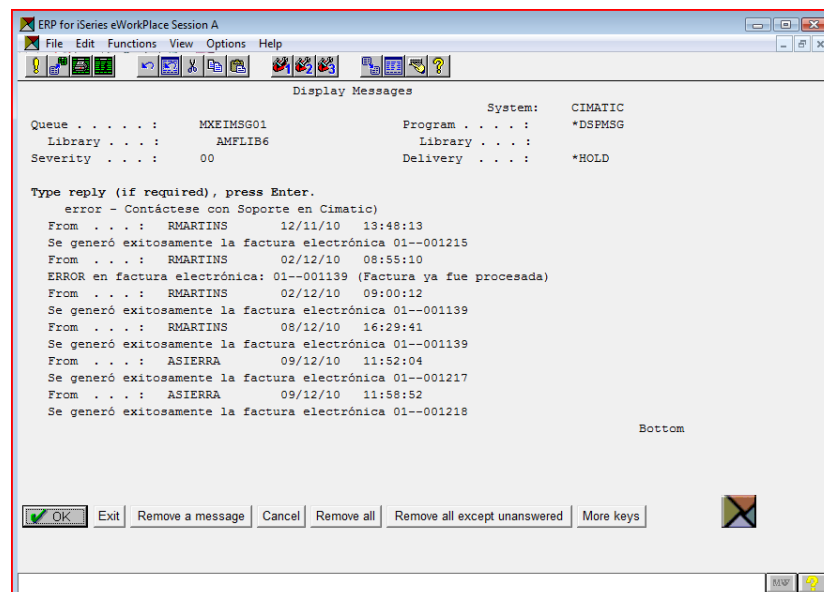 ERP for iSeries eWorkPlace Session A
File Edit Functions View Options Help
Display Messages
System: CIMATIC
Queue . . . . . : MXEIMSG01 Program . . . . : *DSPMSG
Library . . . : AMFLIB6 Library . . . :
Severity . . . : 00 Delivery . . . : *HOLD
Type reply (if required), press Enter.
error - Contáctese con Soporte en Cimatic)
From . . . : RMARTINS 12/11/10 13:48:13
Se generó exitosamente la factura electrónica 01--001215
From . . . : RMARTINS 02/12/10 08:55:10
ERROR en factura electrónica: 01--001139 (Factura ya fue procesada)
From . . . : RMARTINS 02/12/10 09:00:12
Se generó exitosamente la factura electrónica 01--001139
From . . . : RMARTINS 08/12/10 16:29:41
Se generó exitosamente la factura electrónica 01--001139
From . . . : ASIERRA 09/12/10 11:52:04
Se generó exitosamente la factura electrónica 01--001217
From . . . : ASIERRA 09/12/10 11:58:52
Se generó exitosamente la factura electrónica 01--001218
Bottom
OK Exit Remove a message Cancel Remove all Remove all except unanswered More keys
MW